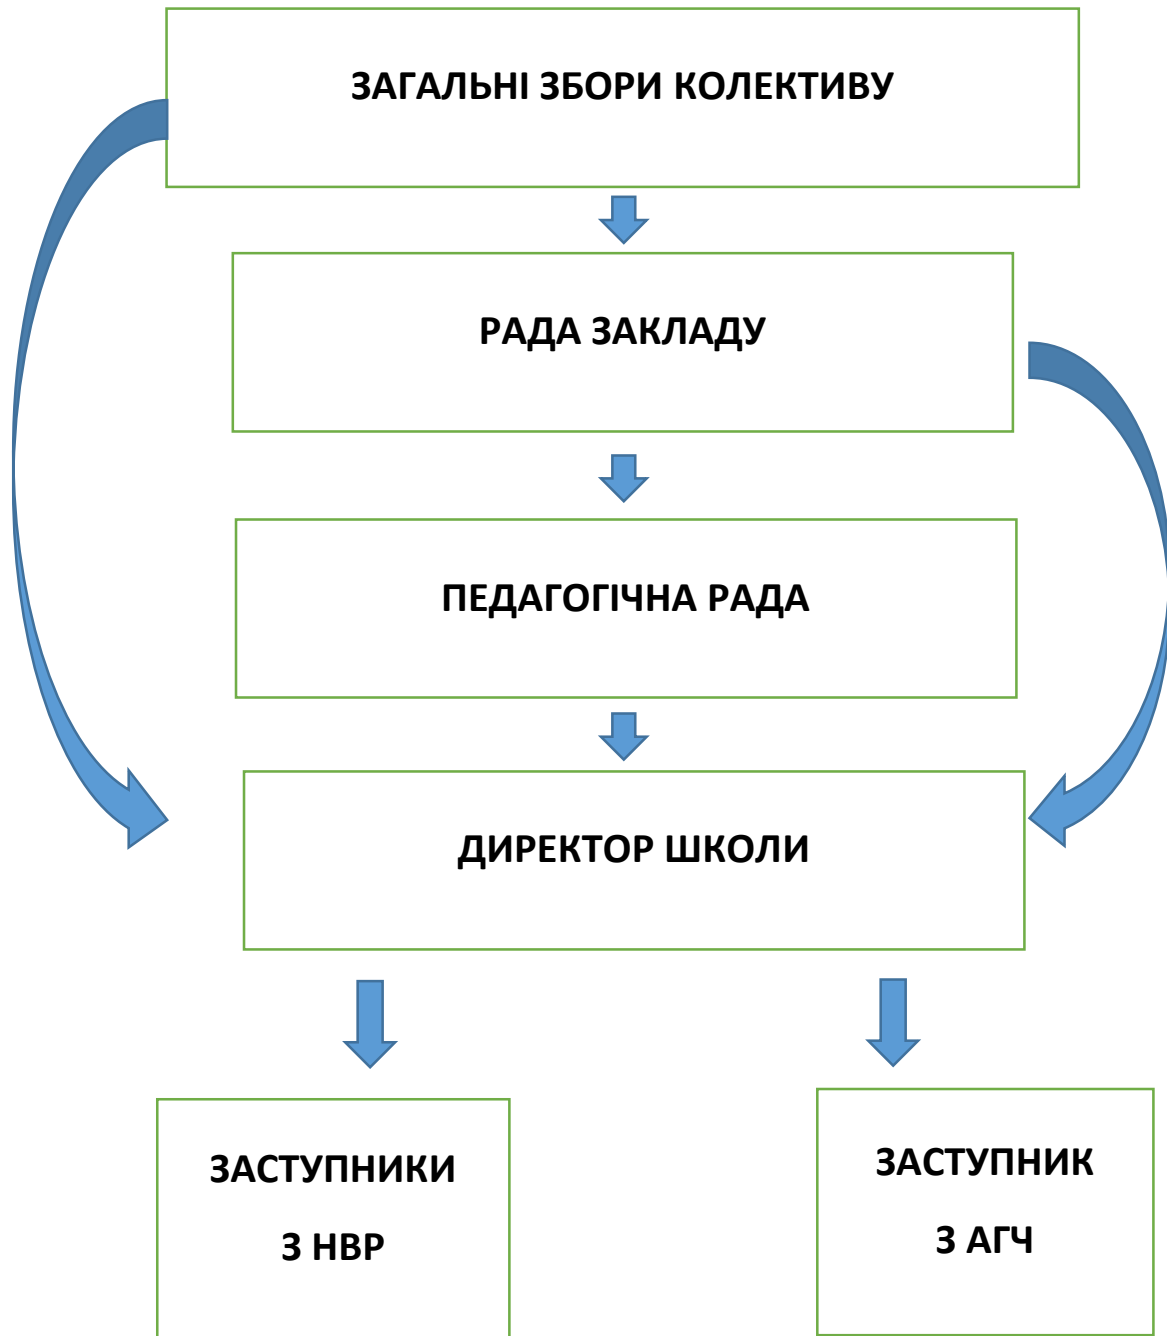 ЗАГАЛЬНІ ЗБОРИ КОЛЕКТИВУ
РАДА ЗАКЛАДУ
ПЕДАГОГІЧНА РАДА
ДИРЕКТОР ШКОЛИ
ЗАСТУПНИКИ
З НВР
ЗАСТУПНИК
З АГЧ